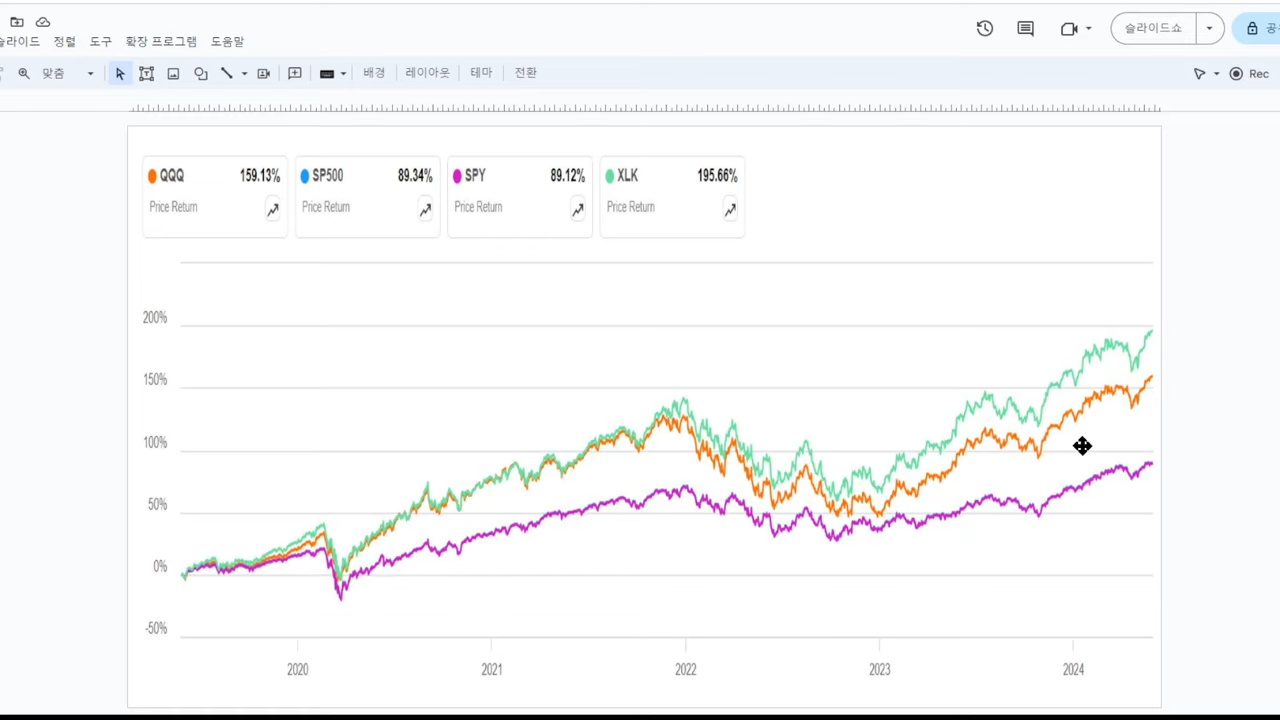 슬라이드 정렬 도구 확장 프로그램 도움말
슬라이드쇼
맞춤 배경 레이아웃 테마 전환 Rec
QQQ 159.13%
Price Return
SP500 89.34%
Price Return
SPY 89.12%
Price Return
XLK 195.66%
Price Return
200%
150%
100%
50%
0%
-50%
2020 2021 2022 2023 2024